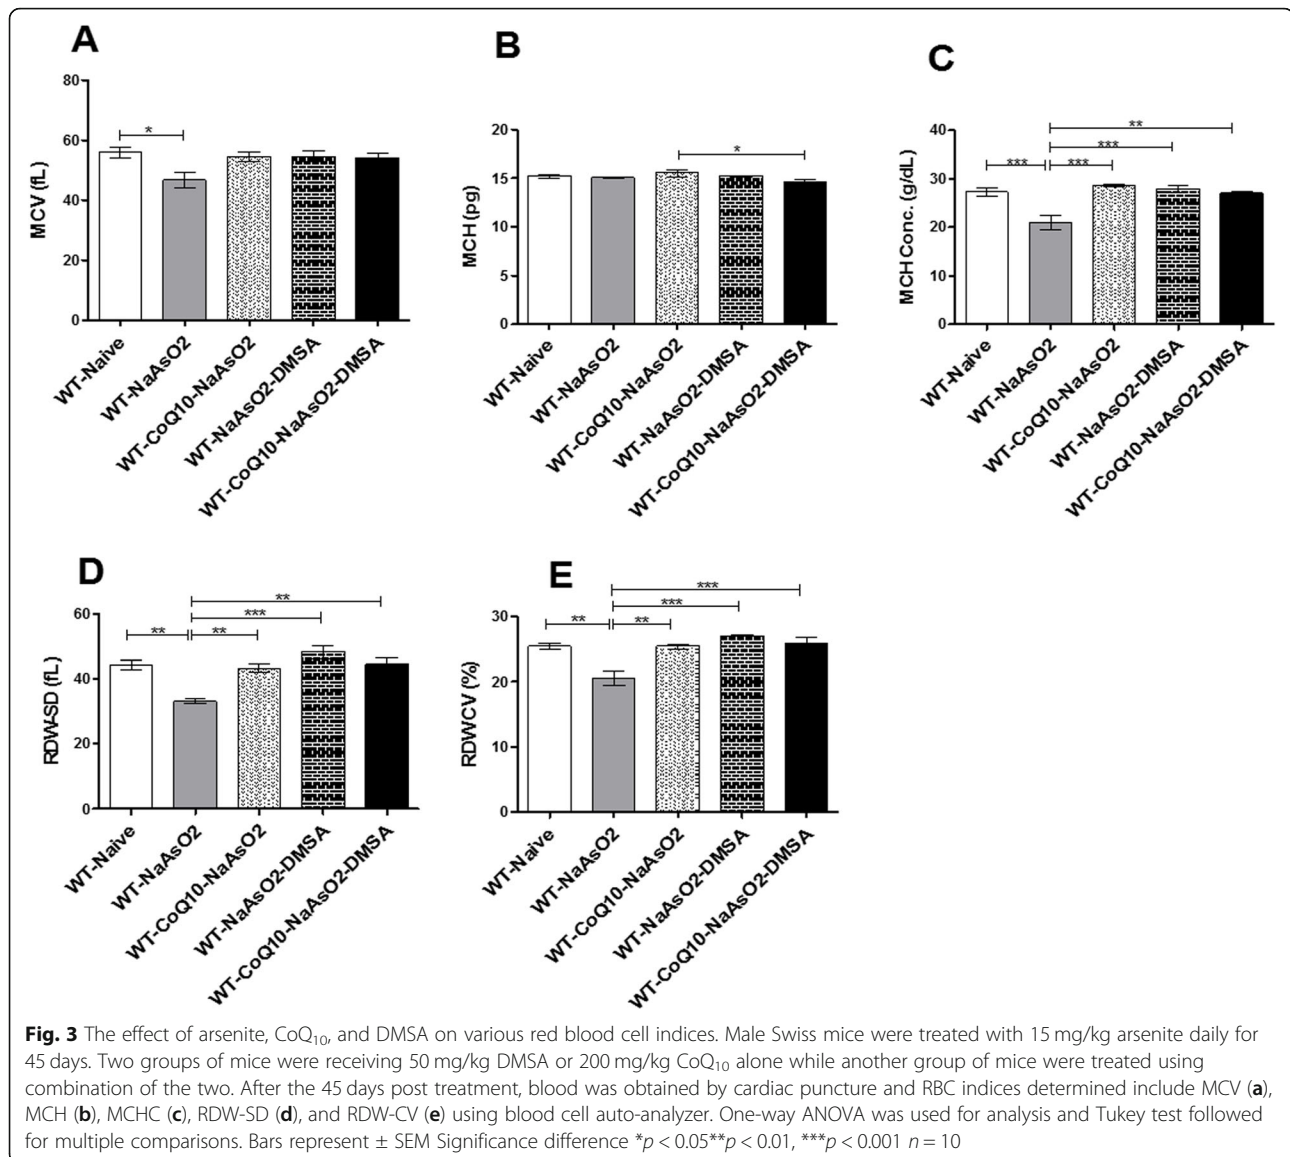 A
MCV (fL)
80
60
40
20
0
*
WT-Naive
WT-NaAsO2
WT-CoQ10-NaAsO2
WT-NaAsO2-DMSA
WT-CoQ10-NaAsO2-DMSA
B
MCH (pg)
20
15
10
5
0
*
WT-Naive
WT-NaAsO2
WT-CoQ10-NaAsO2
WT-NaAsO2-DMSA
WT-CoQ10-NaAsO2-DMSA
C
MCH Conc. (g/dL)
40
30
20
10
0
**
***
*** ***
WT-Naive
WT-NaAsO2
WT-CoQ10-NaAsO2
WT-NaAsO2-DMSA
WT-CoQ10-NaAsO2-DMSA
D
RDW-SD (fL)
60
40
20
0
**
***
** **
WT-Naive
WT-NaAsO2
WT-CoQ10-NaAsO2
WT-NaAsO2-DMSA
WT-CoQ10-NaAsO2-DMSA
E
RDWCV (%)
30
20
10
0
***
***
** **
WT-Naive
WT-NaAsO2
WT-CoQ10-NaAsO2
WT-NaAsO2-DMSA
WT-CoQ10-NaAsO2-DMSA
Fig. 3 The effect of arsenite, CoQ₁₀, and DMSA on various red blood cell indices. Male Swiss mice were treated with 15 mg/kg arsenite daily for
45 days. Two groups of mice were receiving 50 mg/kg DMSA or 200 mg/kg CoQ₁₀ alone while another group of mice were treated using
combination of the two. After the 45 days post treatment, blood was obtained by cardiac puncture and RBC indices determined include MCV (a),
MCH (b), MCHC (c), RDW-SD (d), and RDW-CV (e) using blood cell auto-analyzer. One-way ANOVA was used for analysis and Tukey test followed
for multiple comparisons. Bars represent ± SEM Significance difference *p < 0.05**p < 0.01, ***p < 0.001 n = 10